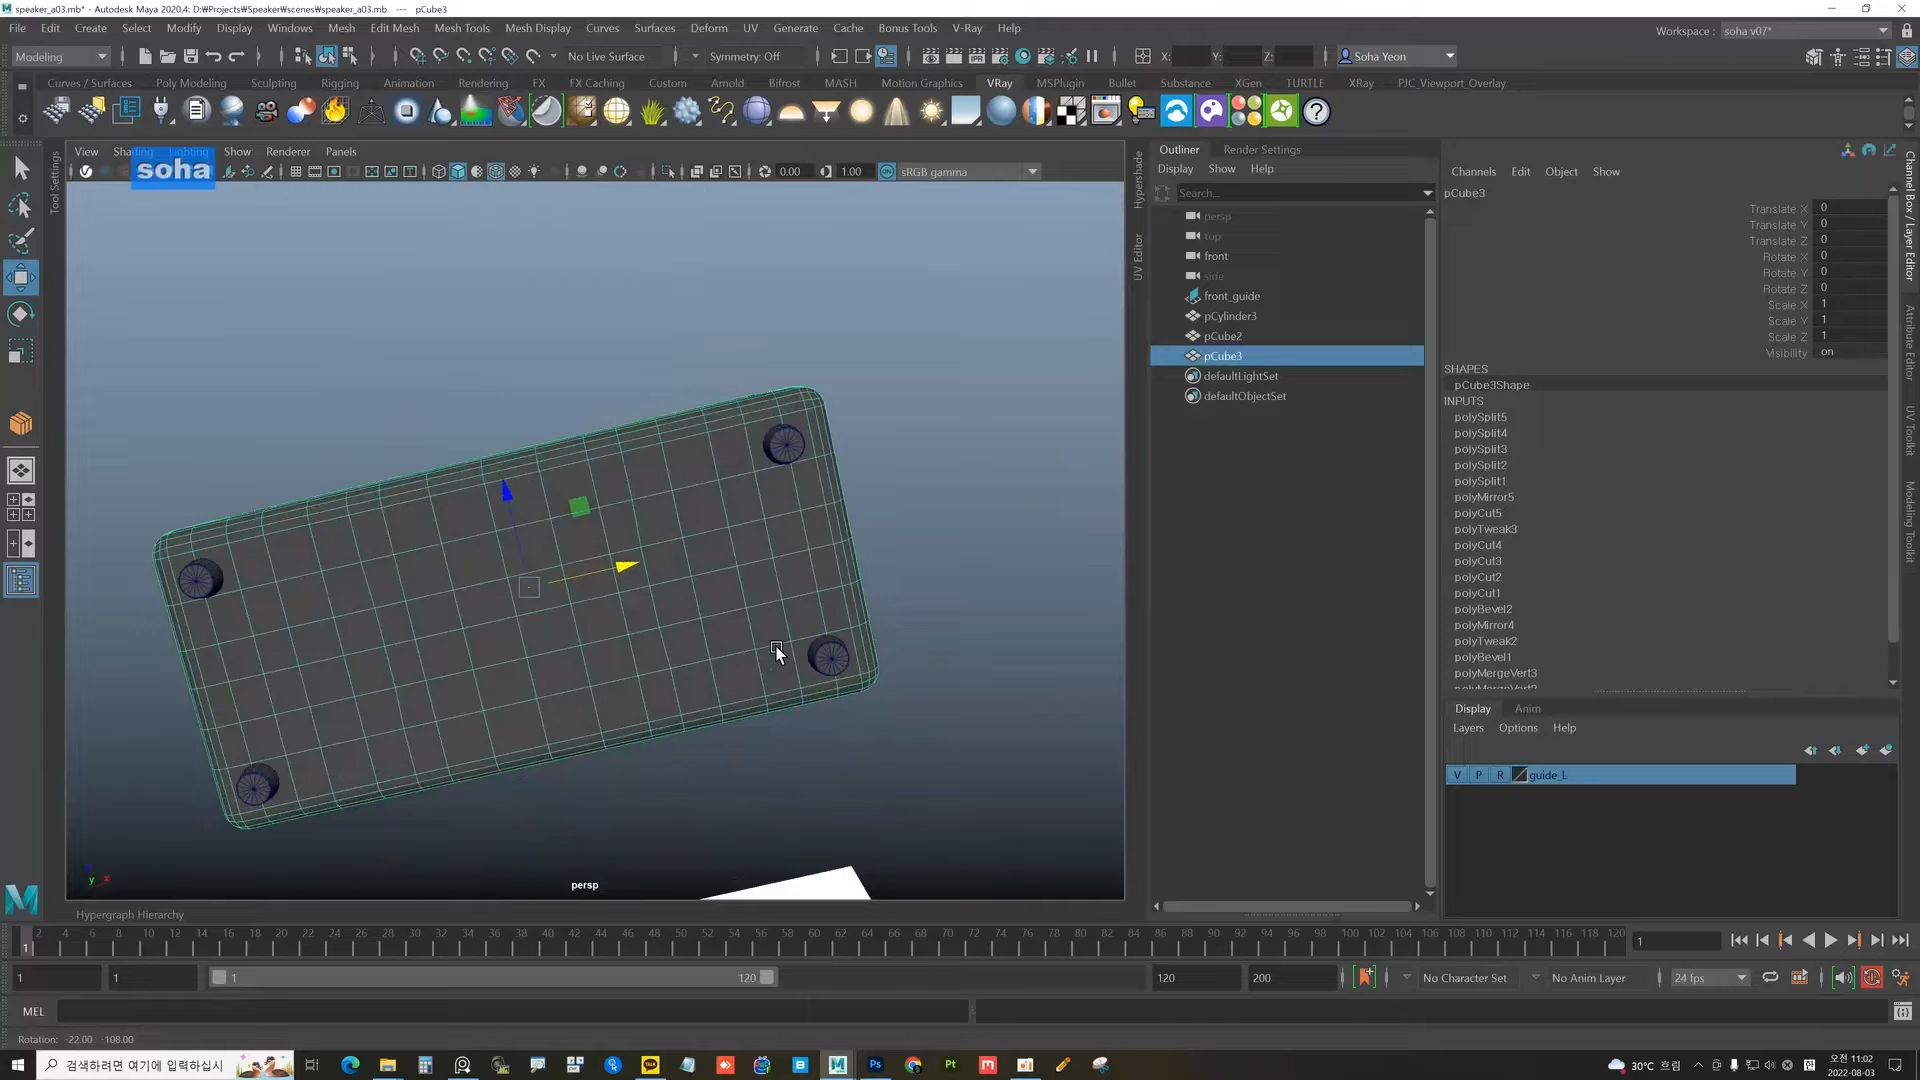 speaker_a03.mb* - Autodesk Maya 2020.4: D:₩Projects₩Speaker₩scenes₩speaker_a03.mb   ---   pCube3
File Edit Create Select Modify Display Windows Mesh Edit Mesh Mesh Tools Mesh Display Curves Surfaces Deform UV Generate Cache Bonus Tools V-Ray Help
Workspace : soha v07*
Modeling No Live Surface Symmetry: Off X: Y: Z: Soha Yeon
Curves / Surfaces Poly Modeling Sculpting Rigging Animation Rendering FX FX Caching Custom Arnold Bifrost MASH Motion Graphics VRay MSPlugin Bullet Substance XGen TURTLE XRay PJC_Viewport_Overlay
IPR
View Shading Lighting Show Renderer Panels
soha
0.00 1.00 ON sRGB gamma
Tool Settings
persp
Hypergraph Hierarchy
Hypershade
UV Editor
Outliner Render Settings
Display Show Help
Search...
persp
top
front
side
front_guide
pCylinder3
pCube2
pCube3
defaultLightSet
defaultObjectSet
Channels Edit Object Show
pCube3
Translate X 0
Translate Y 0
Translate Z 0
Rotate X 0
Rotate Y 0
Rotate Z 0
Scale X 1
Scale Y 1
Scale Z 1
Visibility on
SHAPES
pCube3Shape
INPUTS
polySplit5
polySplit4
polySplit3
polySplit2
polySplit1
polyMirror5
polyCut5
polyTweak3
polyCut4
polyCut3
polyCut2
polyCut1
polyBevel2
polyMirror4
polyTweak2
polyBevel1
polyMergeVert3
polyMergeVert2
Display Anim
Layers Options Help
V P R guide_L
Channel Box / Layer Editor
Attribute Editor
UV Toolkit
Modeling Toolkit
y x
1
2 4 6 8 10 12 14 16 18 20 22 24 26 28 30 32 34 36 38 40 42 44 46 48 50 52 54 56 58 60 62 64 66 68 70 72 74 76 78 80 82 84 86 88 90 92 94 96 98 100 102 104 106 108 110 112 114 116 118 120
1
1 1 1 120 120 200 No Character Set No Anim Layer 24 fps
MEL
Rotation: -22.00 -108.00
검색하려면 여기에 입력하십시
TALK Ps Pt
30°C 흐림
오전 11:02
2022-08-03